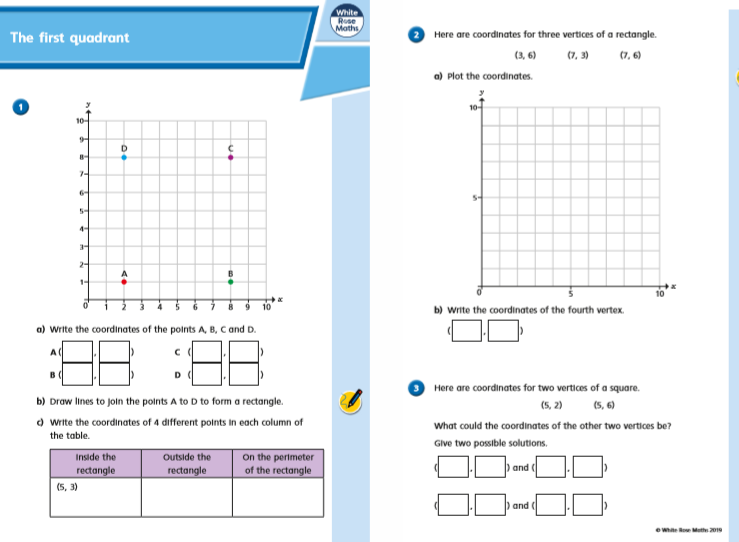 The first quadrant
White
Rose
Maths
1
y
10
9
8
7
6
5
4
3
2
1
D
C
A
B
0 1 2 3 4 5 6 7 8 9 10 x
a) Write the coordinates of the points A, B, C and D.
A ( , ) C ( , )
B ( , ) D ( , )
b) Draw lines to join the points A to D to form a rectangle.
c) Write the coordinates of 4 different points in each column of
the table.
Inside the rectangle
Outside the rectangle
On the perimeter of the rectangle
(5, 3)
2 Here are coordinates for three vertices of a rectangle.
(3, 6) (7, 3) (7, 6)
a) Plot the coordinates.
y
10
5
0 5 10 x
b) Write the coordinates of the fourth vertex.
( , )
3 Here are coordinates for two vertices of a square.
(5, 2) (5, 6)
What could the coordinates of the other two vertices be?
Give two possible solutions.
( , ) and ( , )
( , ) and ( , )
© White Rose Maths 2019